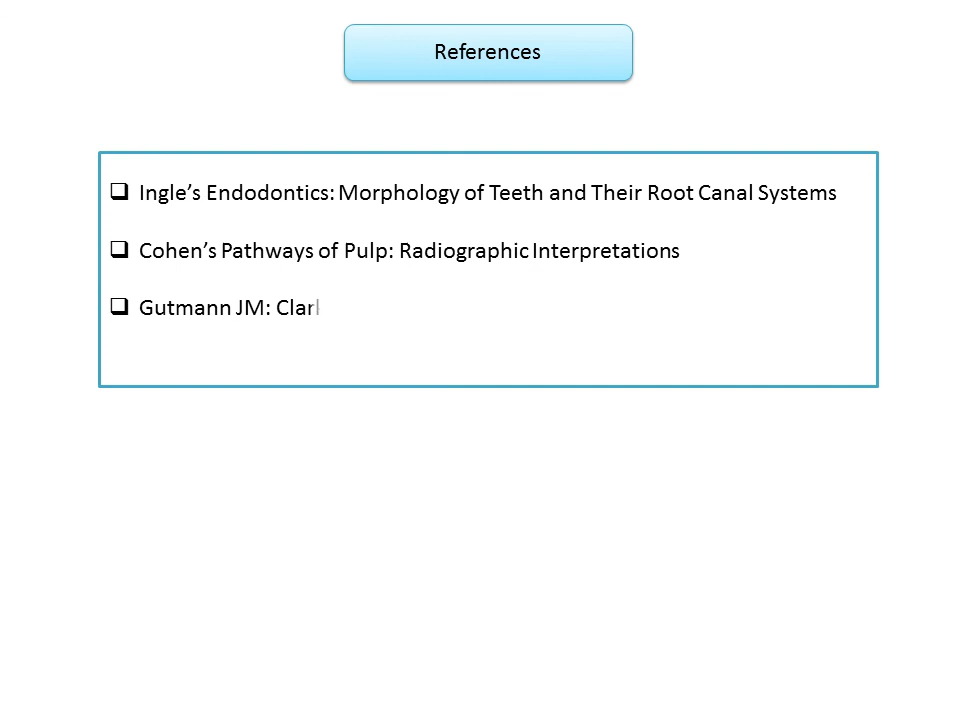 References
Ingle’s Endodontics: Morphology of Teeth and Their Root Canal Systems
Cohen’s Pathways of Pulp: Radiographic Interpretations
Gutmann JM: